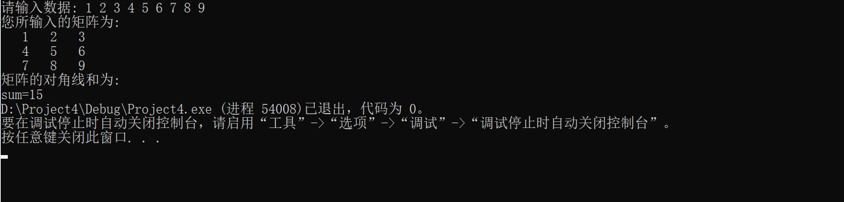 请输入数据: 1 2 3 4 5 6 7 8 9
您所输入的矩阵为:
1 2 3
4 5 6
7 8 9
矩阵的对角线和为:
sum=15
D:\Project4\Debug\Project4.exe (进程 54008)已退出，代码为 0。
要在调试停止时自动关闭控制台，请启用“工具”->“选项”->“调试”->“调试停止时自动关闭控制台”。
按任意键关闭此窗口. . .